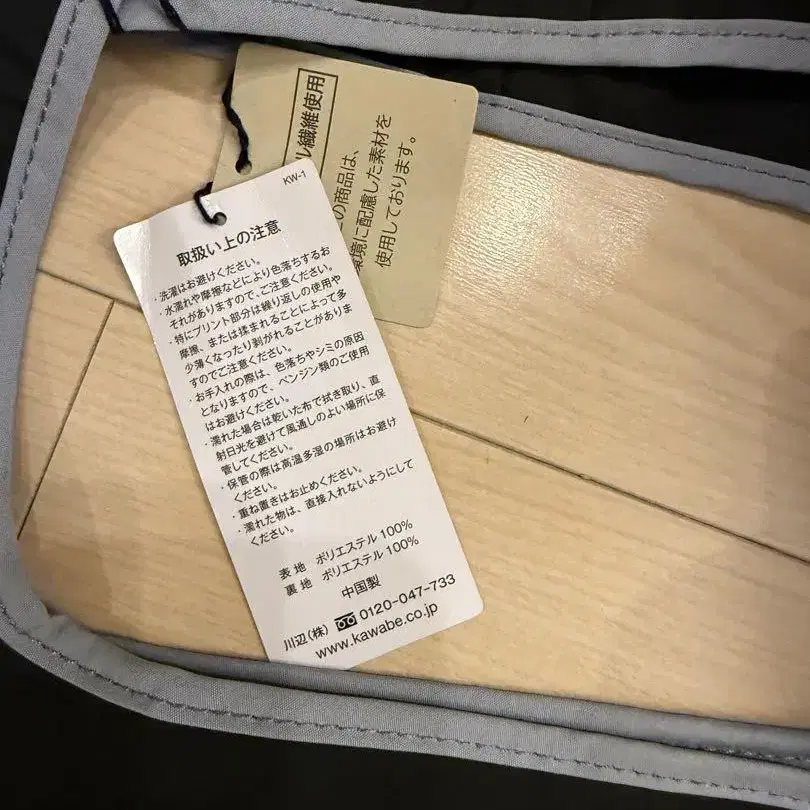 ル繊維使用
の商品は、
環境に配慮した素材を
使用しております。
KW-1
取扱い上の注意
・洗濯はお避けください。
・水濡れや摩擦などにより色落ちするお
それがありますので、ご注意ください。
・特にプリント部分は繰り返しの使用や
摩擦、または揉まれることによって多
少薄くなったり剥がれることがありま
すのでご注意ください。
・お手入れの際は、色落ちやシミの原因
となりますので、ベンジン類のご使用
はお避けください。
・濡れた場合は乾いた布で拭き取り、直
射日光を避けて風通しのよい場所に保
管してください。
・保管の際は高温多湿の場所はお避け
ください。
・重ね置きはお止めください。
・濡れた物は、直接入れないようにして
ください。
表地 ポリエステル 100%
裏地 ポリエステル 100%
中国製
川辺(株) 0120-047-733
www.kawabe.co.jp